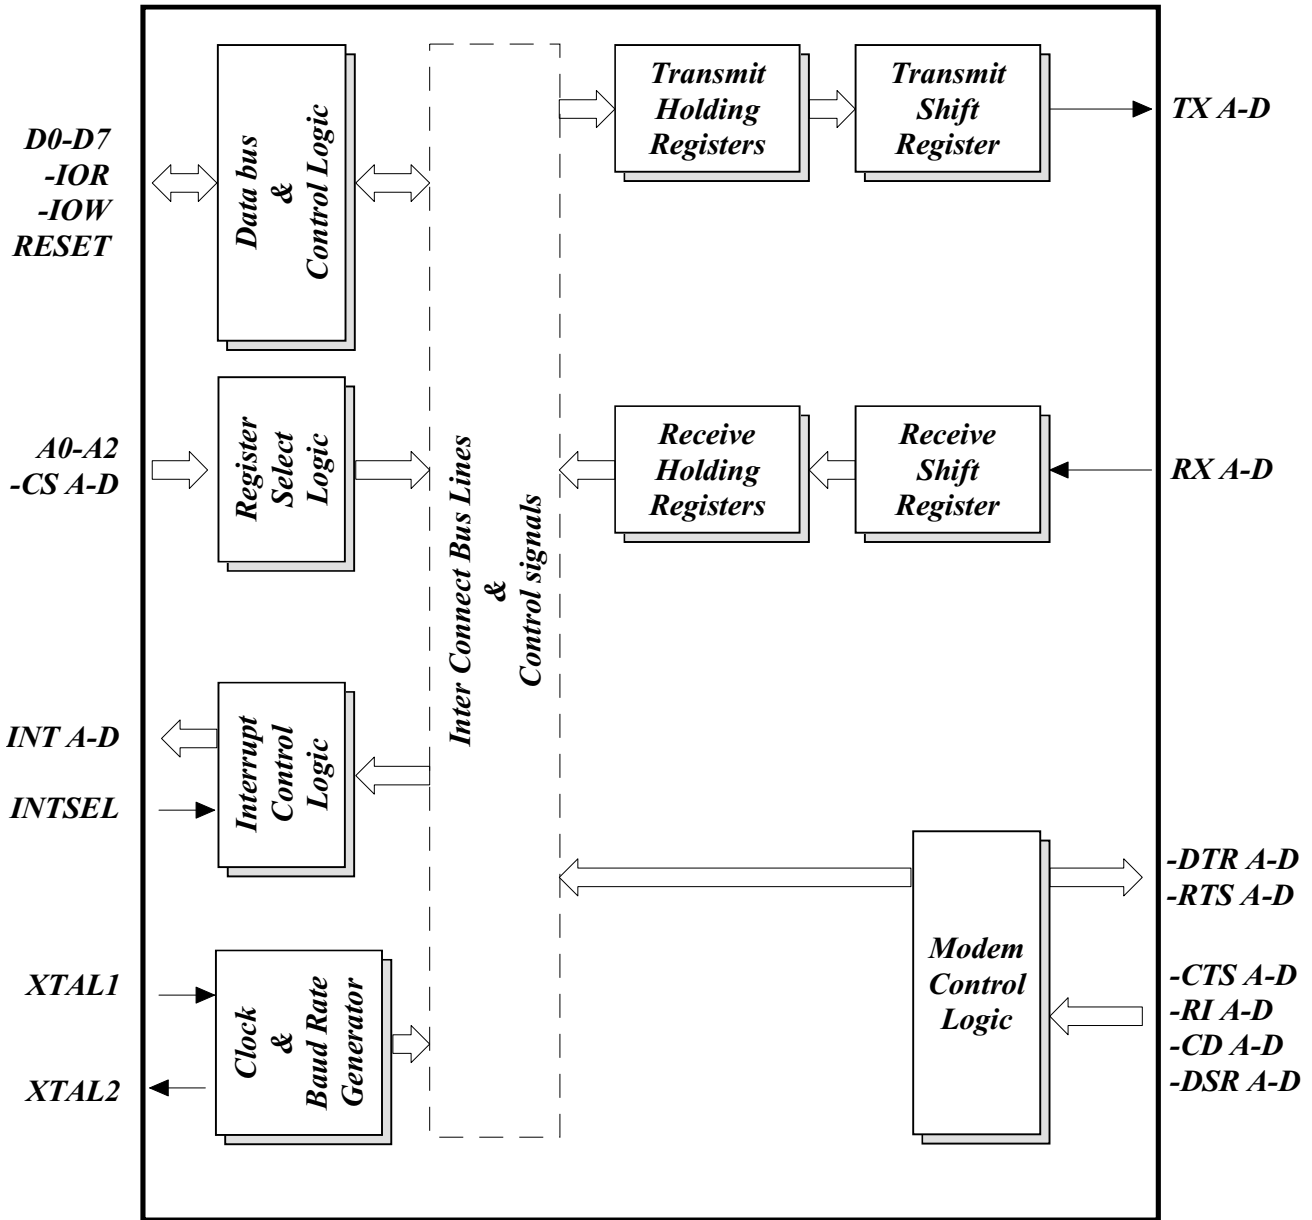 D0-D7
-IOR
-IOW
RESET
Data bus
&
Control Logic
A0-A2
-CS A-D
Register
Select
Logic
INT A-D
INTSEL
Interrupt
Control
Logic
XTAL1
XTAL2
Clock
&
Baud Rate
Generator
Inter Connect Bus Lines
&
Control signals
Transmit
Holding
Registers
Transmit
Shift
Register
TX A-D
Receive
Holding
Registers
Receive
Shift
Register
RX A-D
Modem
Control
Logic
-DTR A-D
-RTS A-D
-CTS A-D
-RI A-D
-CD A-D
-DSR A-D